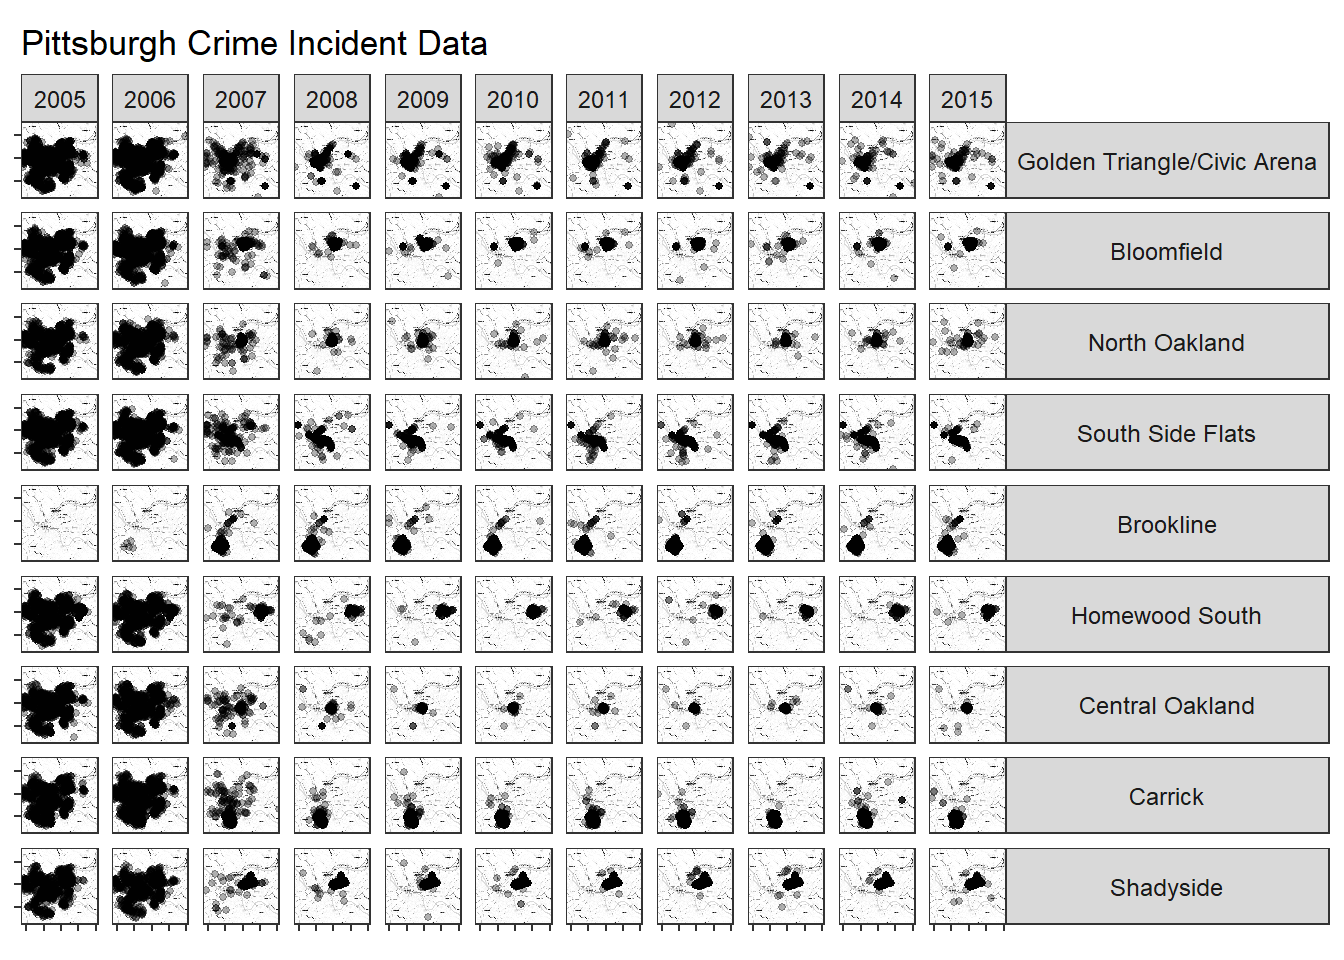 Pittsburgh Crime Incident Data
2005 2006 2007 2008 2009 2010 2011 2012 2013 2014 2015
Golden Triangle/Civic Arena
Bloomfield
North Oakland
South Side Flats
Brookline
Homewood South
Central Oakland
Carrick
Shadyside